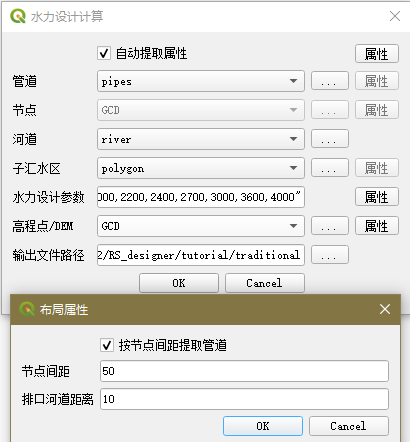 水力设计计算
自动提取属性 属性
管道 pipes ... 属性
节点 GCD ... 属性
河道 river ...
子汇水区 polygon ... 属性
水力设计参数 000,2200,2400,2700,3000,3600,4000" 属性
高程点/DEM GCD ... 属性
输出文件路径 2/RS_designer/tutorial/traditional ...
OK Cancel
布局属性
按节点间距提取管道
节点间距 50
排口河道距离 10
OK Cancel